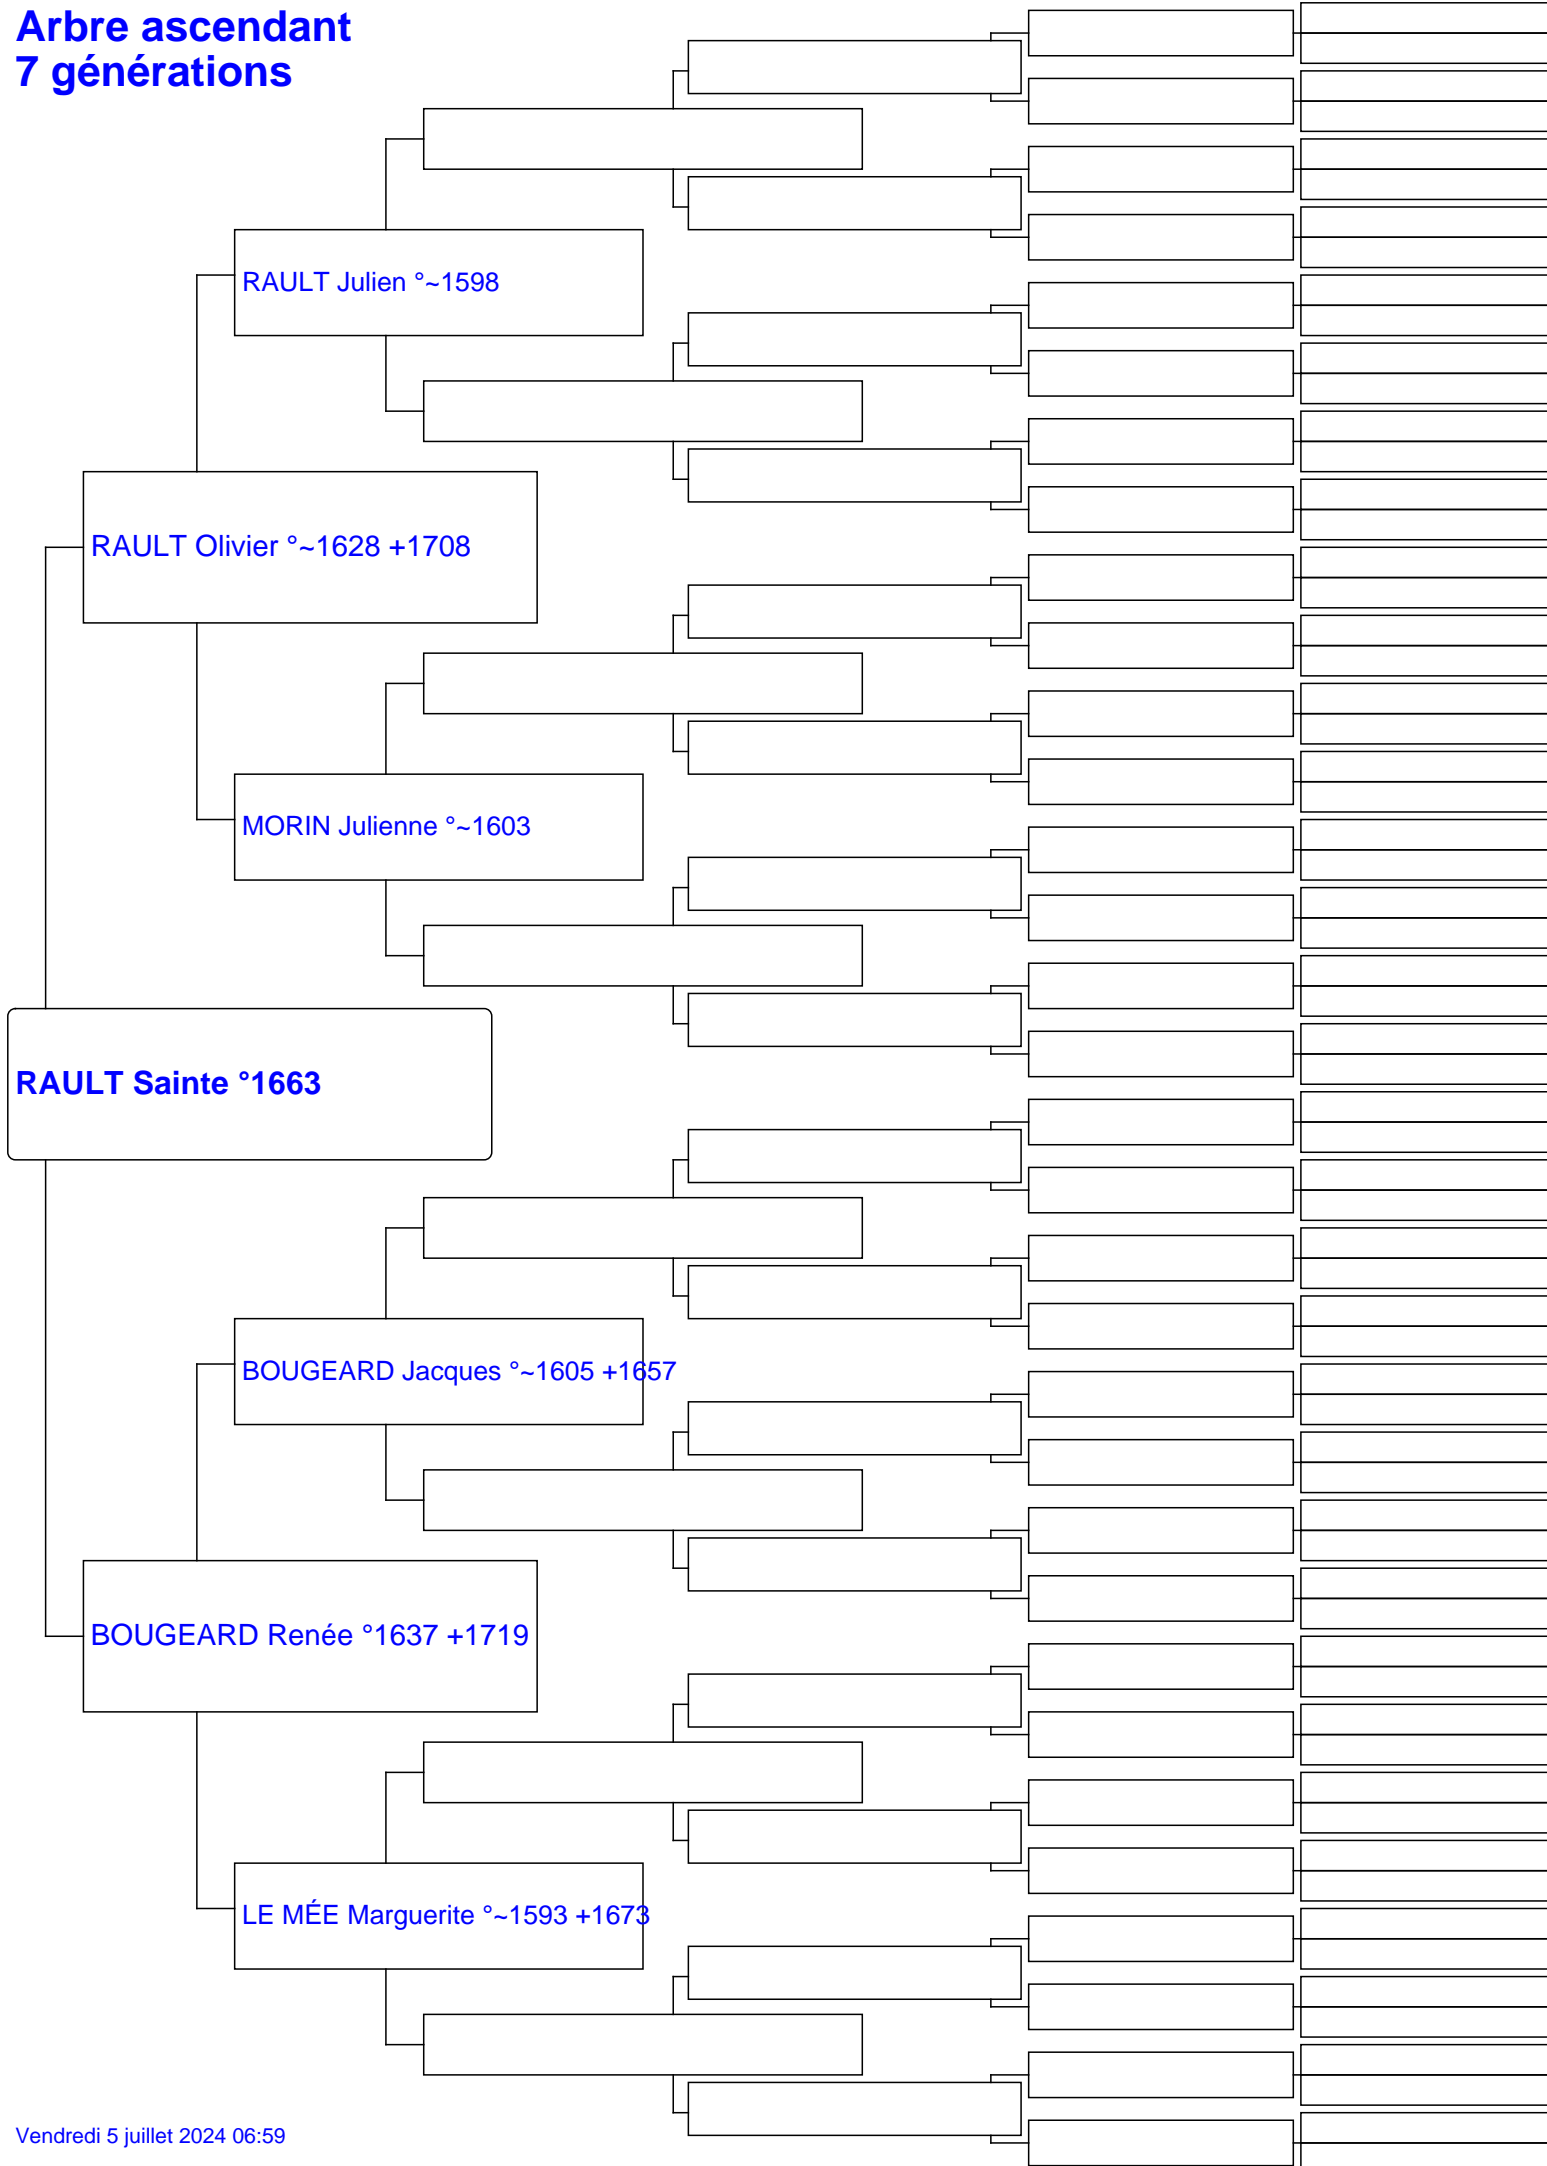 Arbre ascendant
7 générations
RAULT Julien °~1598
RAULT Olivier °~1628 +1708
MORIN Julienne °~1603
RAULT Sainte °1663
BOUGEARD Jacques °~1605 +1657
BOUGEARD Renée °1637 +1719
LE MÉE Marguerite °~1593 +1673
Vendredi 5 juillet 2024 06:59